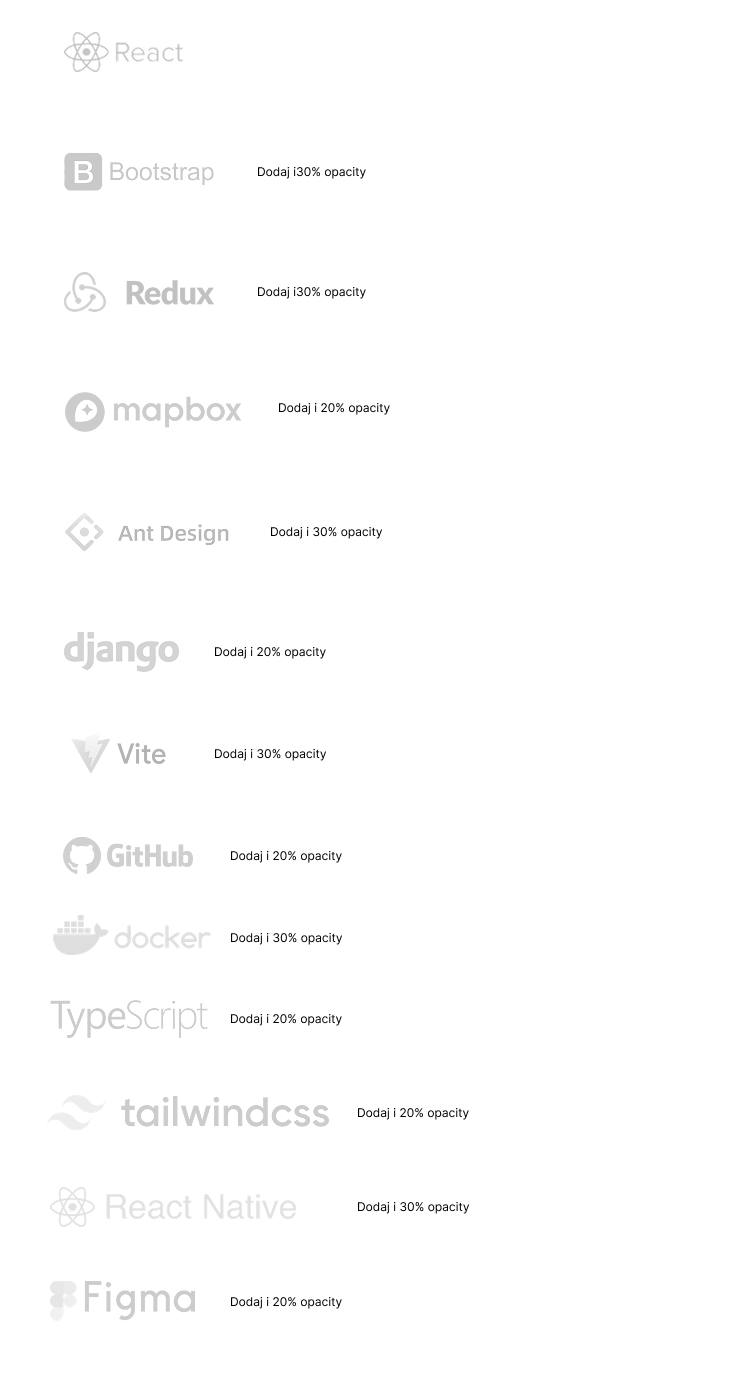 React
B Bootstrap
Dodaj i30% opacity
Redux
Dodaj i30% opacity
mapbox
Dodaj i 20% opacity
Ant Design
Dodaj i 30% opacity
django
Dodaj i 20% opacity
Vite
Dodaj i 30% opacity
GitHub
Dodaj i 20% opacity
docker
Dodaj i 30% opacity
TypeScript
Dodaj i 20% opacity
tailwindcss
Dodaj i 20% opacity
React Native
Dodaj i 30% opacity
Figma
Dodaj i 20% opacity